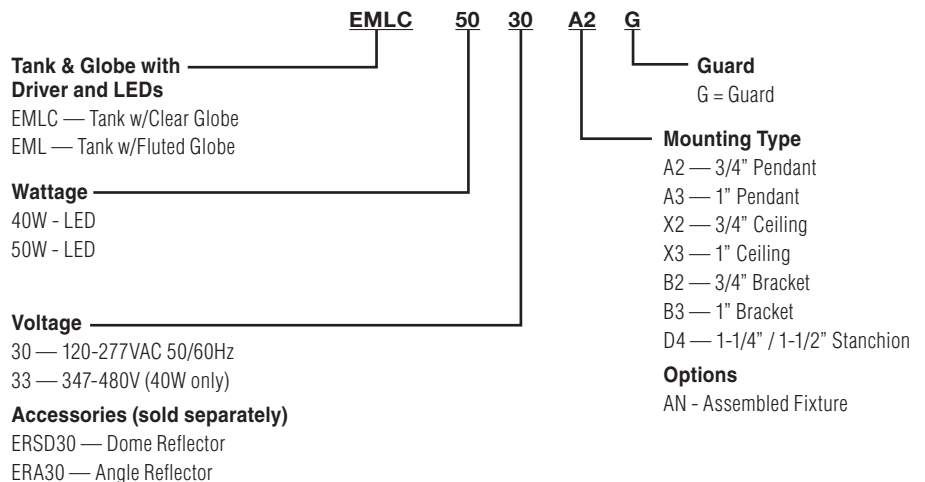 EMLC 50 30 A2 G
Tank & Globe with
Driver and LEDs
EMLC — Tank w/Clear Globe
EML — Tank w/Fluted Globe
Wattage
40W - LED
50W - LED
Voltage
30 — 120-277VAC 50/60Hz
33 — 347-480V (40W only)
Accessories (sold separately)
ERSD30 — Dome Reflector
ERA30 — Angle Reflector
Guard
G = Guard
Mounting Type
A2 — 3/4” Pendant
A3 — 1” Pendant
X2 — 3/4” Ceiling
X3 — 1” Ceiling
B2 — 3/4” Bracket
B3 — 1” Bracket
D4 — 1-1/4” / 1-1/2” Stanchion
Options
AN - Assembled Fixture